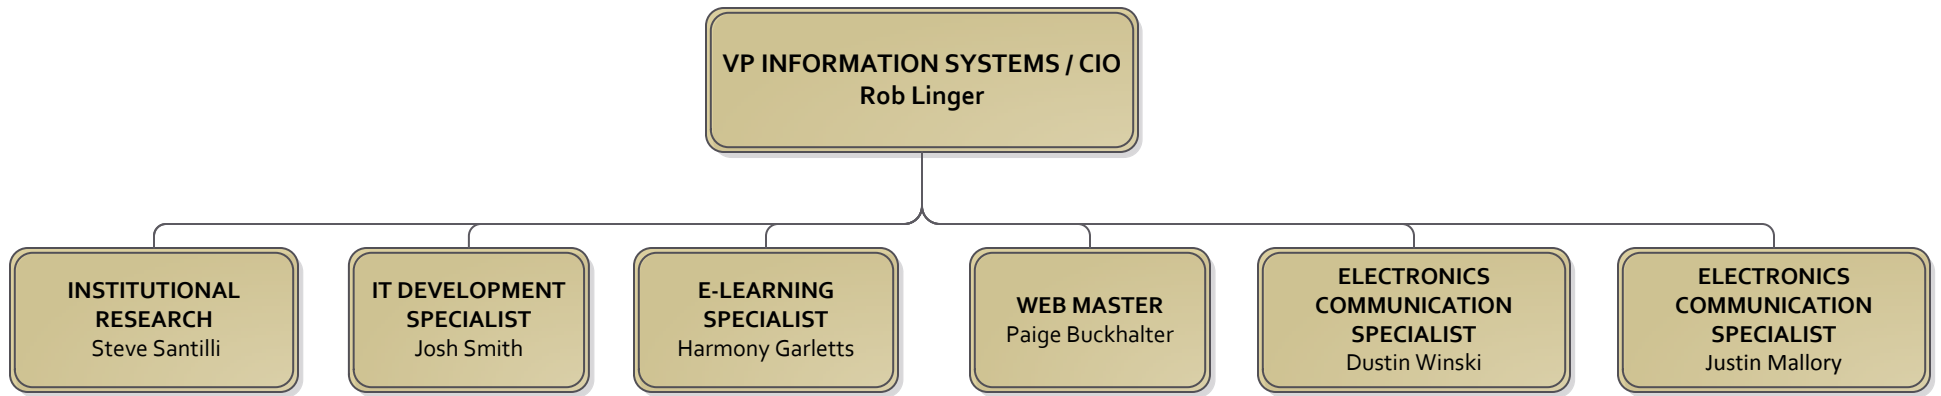 VP INFORMATION SYSTEMS / CIO
Rob Linger
INSTITUTIONAL
RESEARCH
Steve Santilli
IT DEVELOPMENT
SPECIALIST
Josh Smith
E-LEARNING
SPECIALIST
Harmony Garletts
WEB MASTER
Paige Buckhalter
ELECTRONICS
COMMUNICATION
SPECIALIST
Dustin Winski
ELECTRONICS
COMMUNICATION
SPECIALIST
Justin Mallory